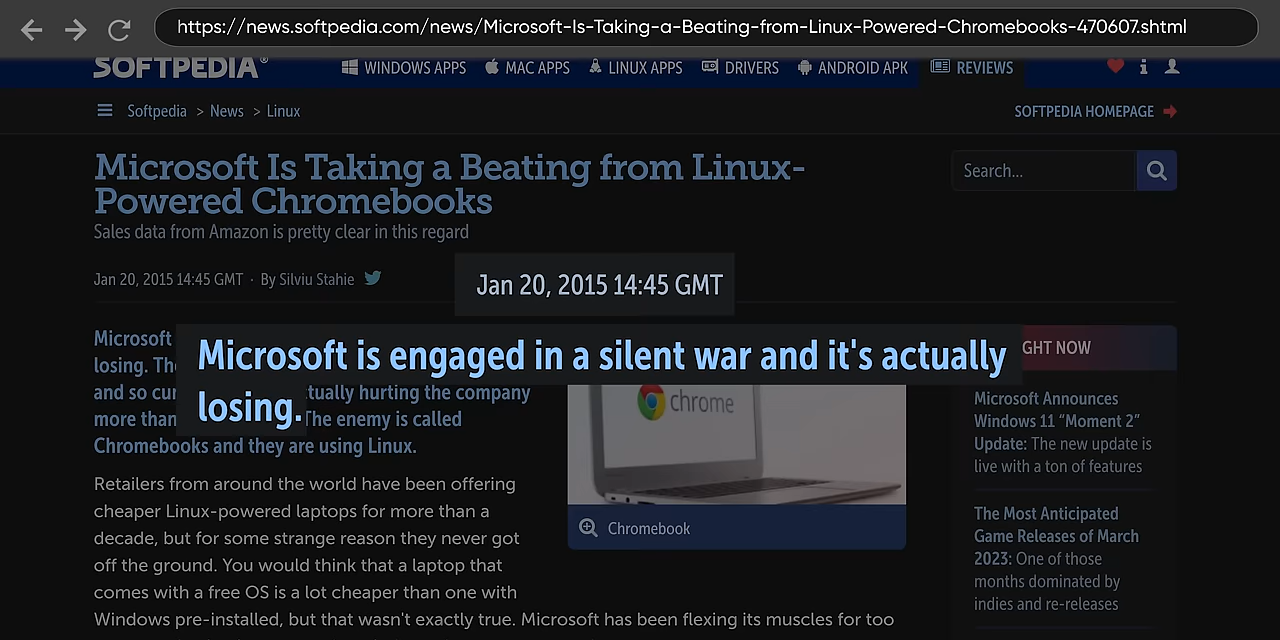 https://news.softpedia.com/news/Microsoft-Is-Taking-a-Beating-from-Linux-Powered-Chromebooks-470607.shtml
SOFTPEDIA®
WINDOWS APPS MAC APPS LINUX APPS DRIVERS ANDROID APK REVIEWS
Softpedia > News > Linux
SOFTPEDIA HOMEPAGE
Microsoft Is Taking a Beating from Linux-
Powered Chromebooks
Search...
Sales data from Amazon is pretty clear in this regard
Jan 20, 2015 14:45 GMT · By Silviu Stahie
Jan 20, 2015 14:45 GMT
Microsoft is engaged in a silent war and it's actually
losing.
Microsoft
losing.
and so tually hurting the company
more than The enemy is called
Chromebooks and they are using Linux.
Retailers from around the world have been offering
cheaper Linux-powered laptops for more than a
decade, but for some strange reason they never got
off the ground. You would think that a laptop that
comes with a free OS is a lot cheaper than one with
Windows pre-installed, but that wasn't exactly true. Microsoft has been flexing its muscles for too
chrome
Chromebook
GHT NOW
Microsoft Announces
Windows 11 “Moment 2”
Update: The new update is
live with a ton of features
The Most Anticipated
Game Releases of March
2023: One of those
months dominated by
indies and re-releases